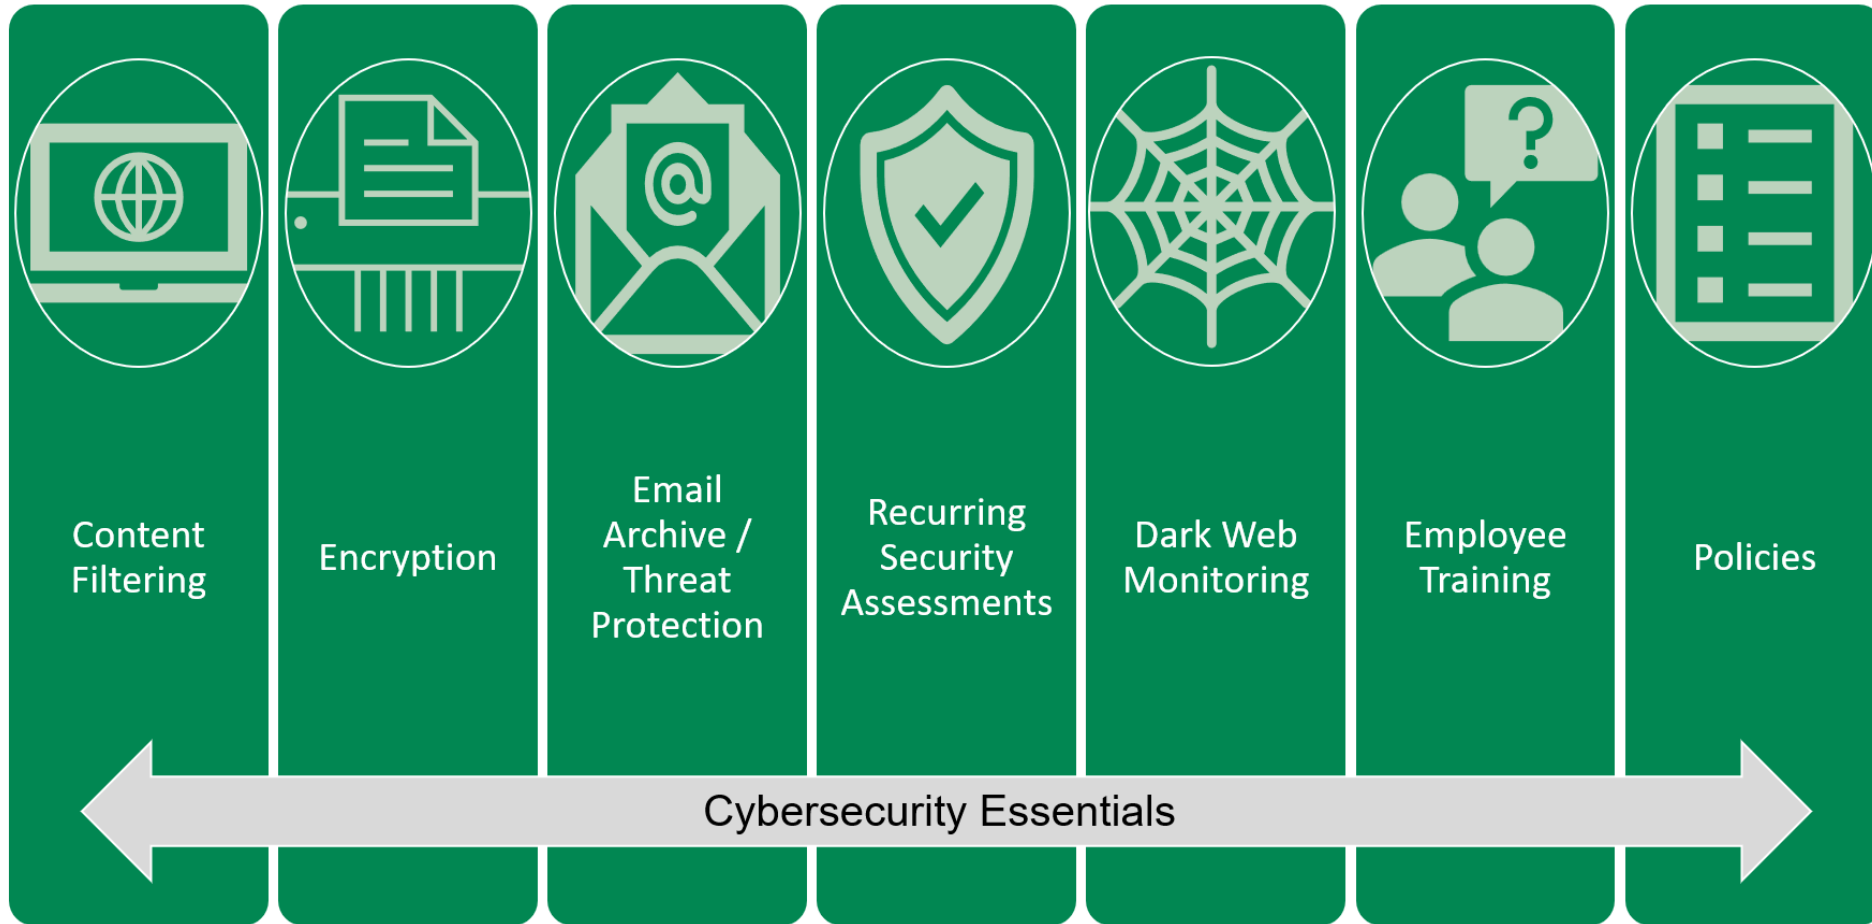 Content
Filtering
Encryption
Email
Archive /
Threat
Protection
Recurring
Security
Assessments
Dark Web
Monitoring
Employee
Training
Policies
Cybersecurity Essentials